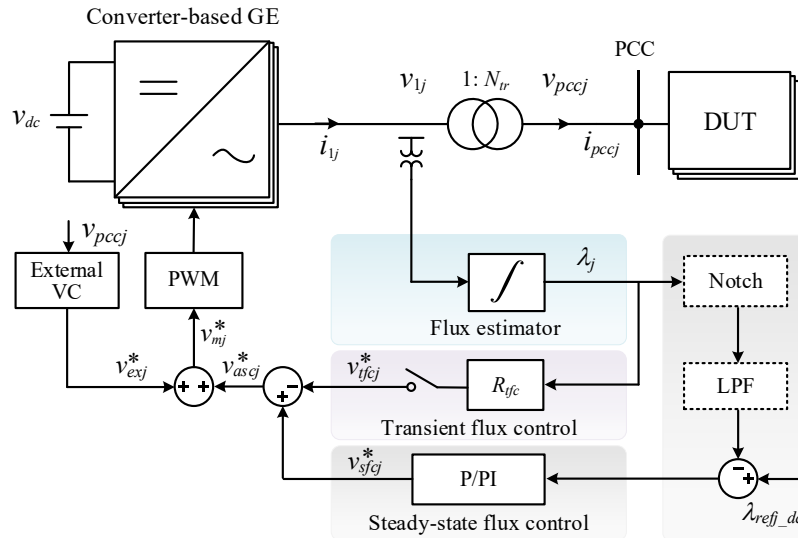 Converter-based GE
PCC
v1j
1: Ntr
vpccj
DUT
vdc
i1j
ipccj
vpccj
External
VC
PWM
∫
λj
Notch
Flux estimator
v*mj
v*exj
+ +
v*ascj
+ -
v*tfcj
Rtfc
LPF
Transient flux control
v*sfcj
P/PI
- +
Steady-state flux control
λrefj_dc